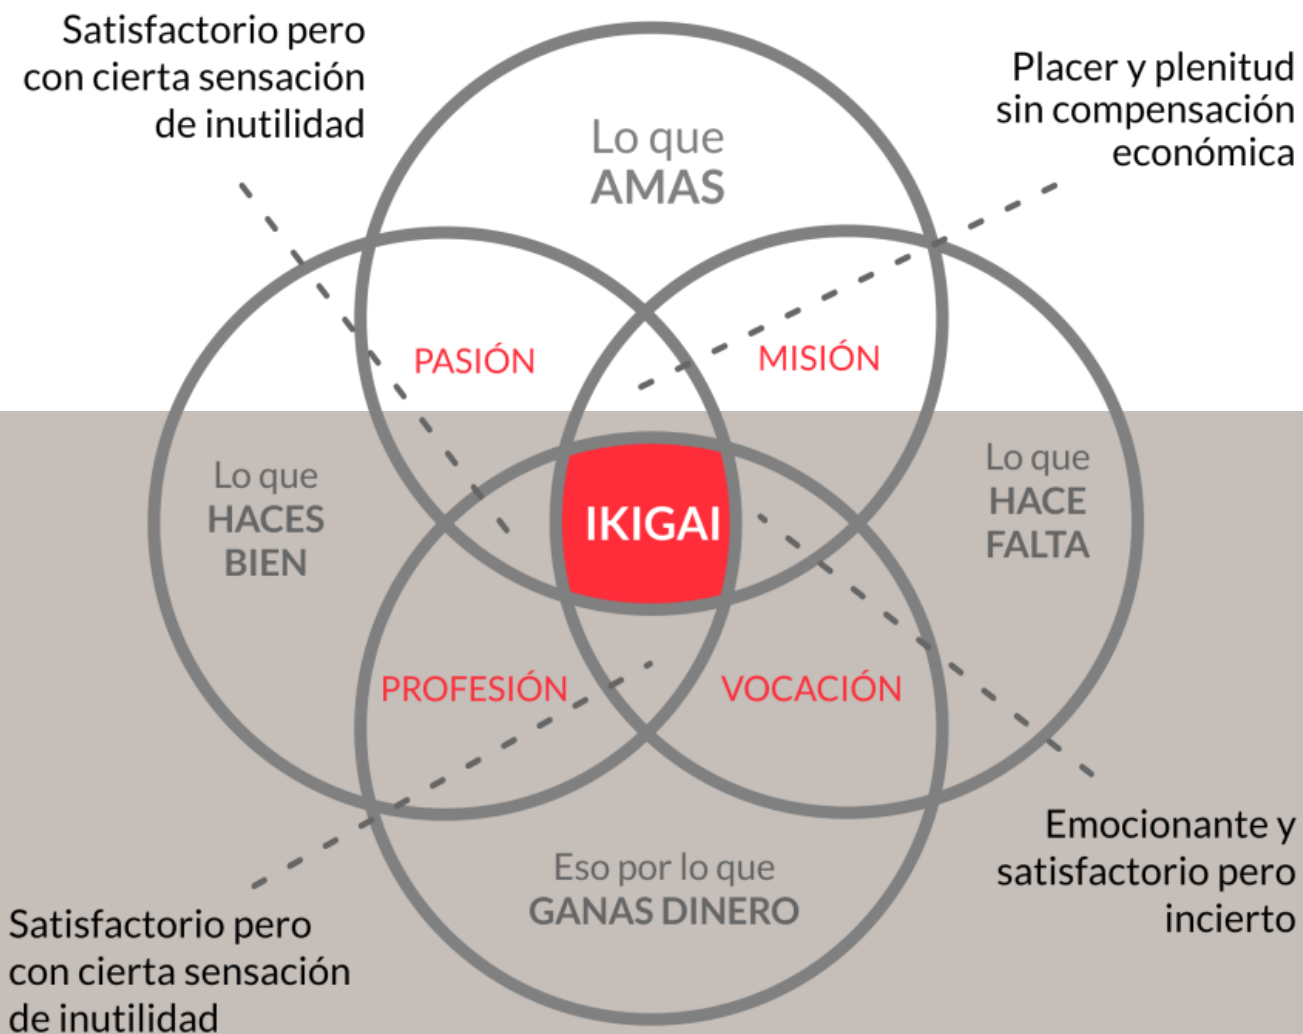 Satisfactorio pero
con cierta sensación
de inutilidad
Placer y plenitud
sin compensación
económica
Lo que
AMAS
PASIÓN
MISIÓN
Lo que
HACES
BIEN
IKIGAI
Lo que
HACE
FALTA
PROFESIÓN
VOCACIÓN
Eso por lo que
GANAS DINERO
Emocionante y
satisfactorio pero
incierto
Satisfactorio pero
con cierta sensación
de inutilidad